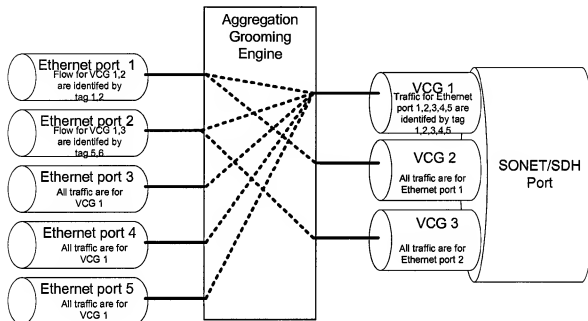 Aggregation
Grooming
Engine
Ethernet port 1
Flow for VCG 1,2
are identifed by
tag 1,2
Ethernet port 2
Flow for VCG 1,3
are identifed by
tag 5,6
Ethernet port 3
All traffic are for
VCG 1
Ethernet port 4
All traffic are for
VCG 1
Ethernet port 5
All traffic are for
VCG 1
VCG 1
Traffic for Ethernet
port 1,2,3,4,5 are
identifed by tag
1,2,3,4,5
VCG 2
All traffic are for
Ethernet port 1
VCG 3
All traffic are for
Ethernet port 2
SONET/SDH
Port